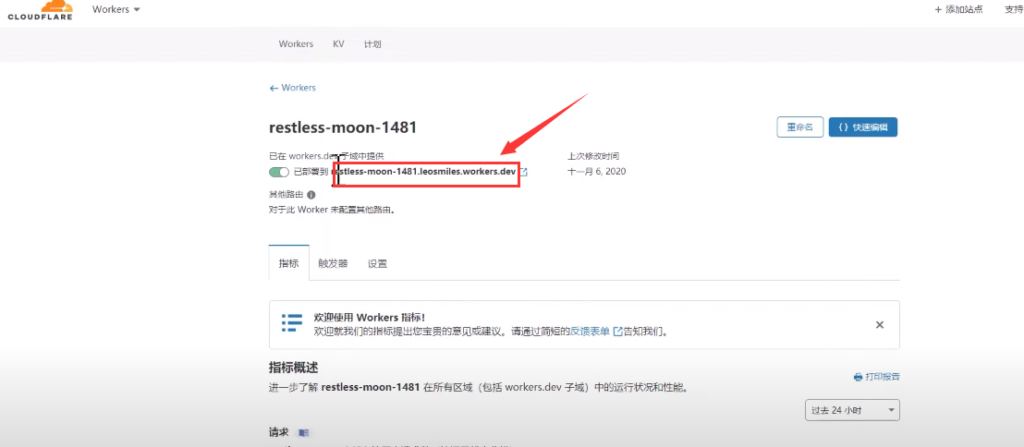 CLOUDFLARE
Workers
+ 添加站点 支持
Workers KV 计划
← Workers
restless-moon-1481
重命名 {} 快速编辑
已在 workers.dev 子域中提供
上次修改时间
已部署到 restless-moon-1481.leosmiles.workers.dev
十一月 6, 2020
其他路由
对于此 Worker 未配置其他路由。
指标 触发器 设置
欢迎使用 Workers 指标!
欢迎就我们的指标提出您宝贵的意见或建议。请通过简短的反馈表单告知我们。
指标概述
打印报告
进一步了解 restless-moon-1481 在所有区域（包括 workers.dev 子域）中的运行状况和性能。
过去 24 小时
请求